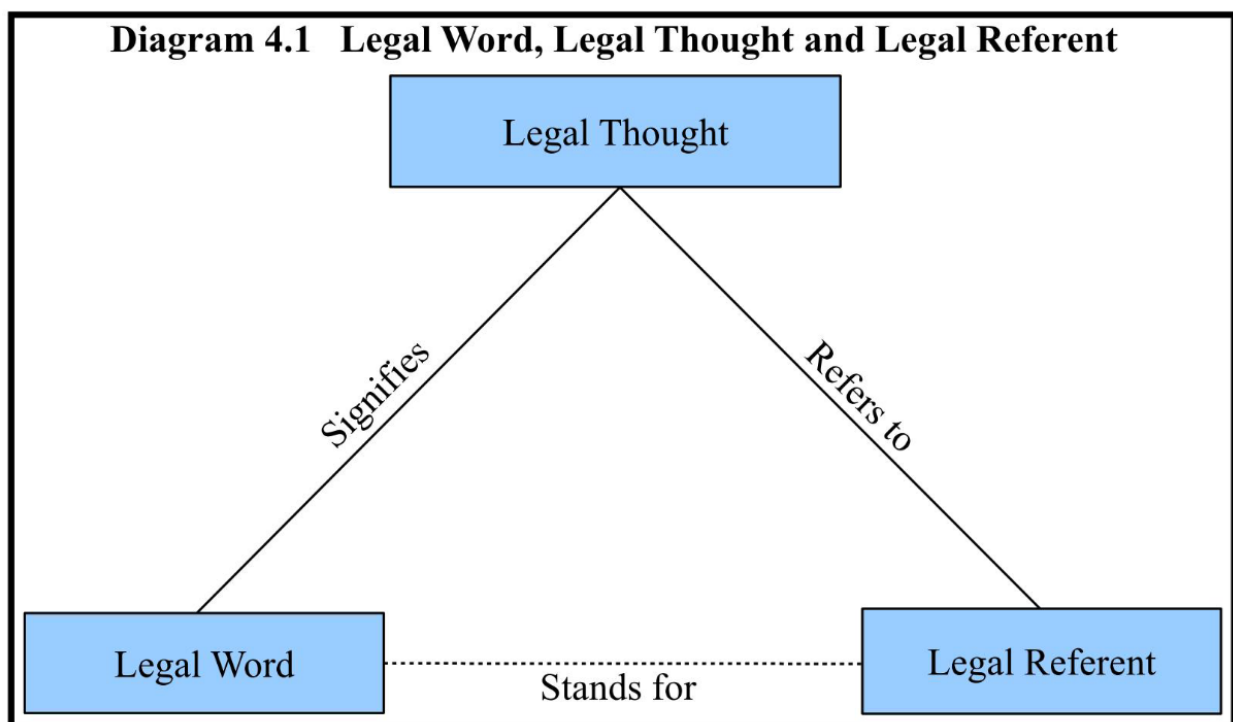 Diagram 4.1 Legal Word, Legal Thought and Legal Referent
Legal Thought
Signifies
Refers to
Legal Word
Stands for
Legal Referent